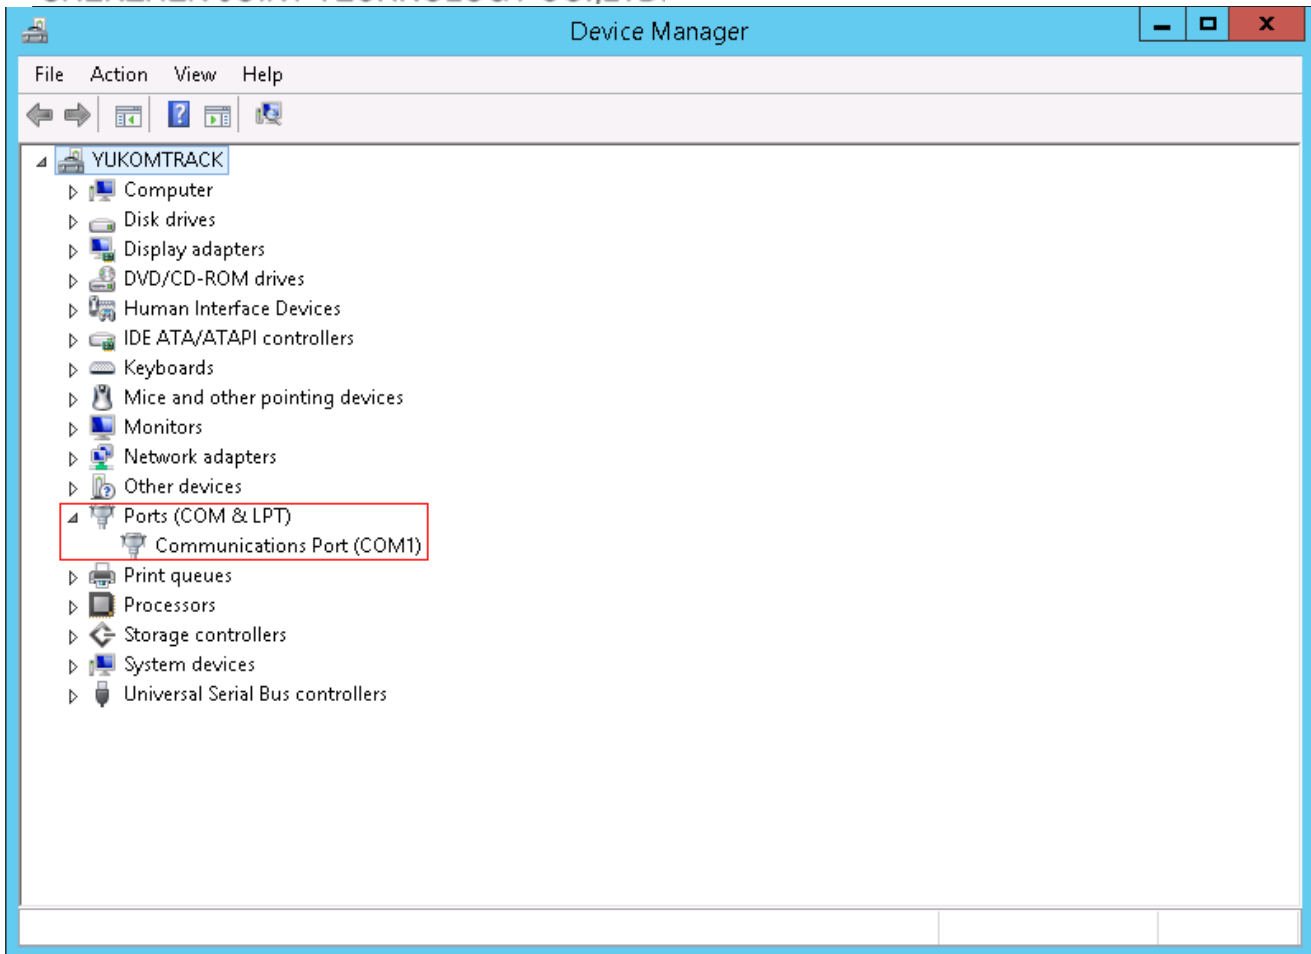 Device Manager
File Action View Help
YUKOMTRACK
Computer
Disk drives
Display adapters
DVD/CD-ROM drives
Human Interface Devices
IDE ATA/ATAPI controllers
Keyboards
Mice and other pointing devices
Monitors
Network adapters
Other devices
Ports (COM & LPT)
Communications Port (COM1)
Print queues
Processors
Storage controllers
System devices
Universal Serial Bus controllers